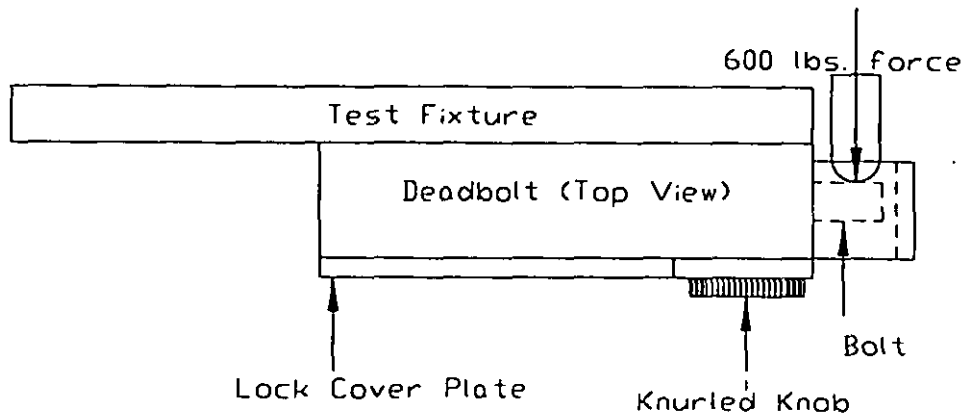 600 lbs. force
Test Fixture
Deadbolt (Top View)
Bolt
Lock Cover Plate
Knurled Knob